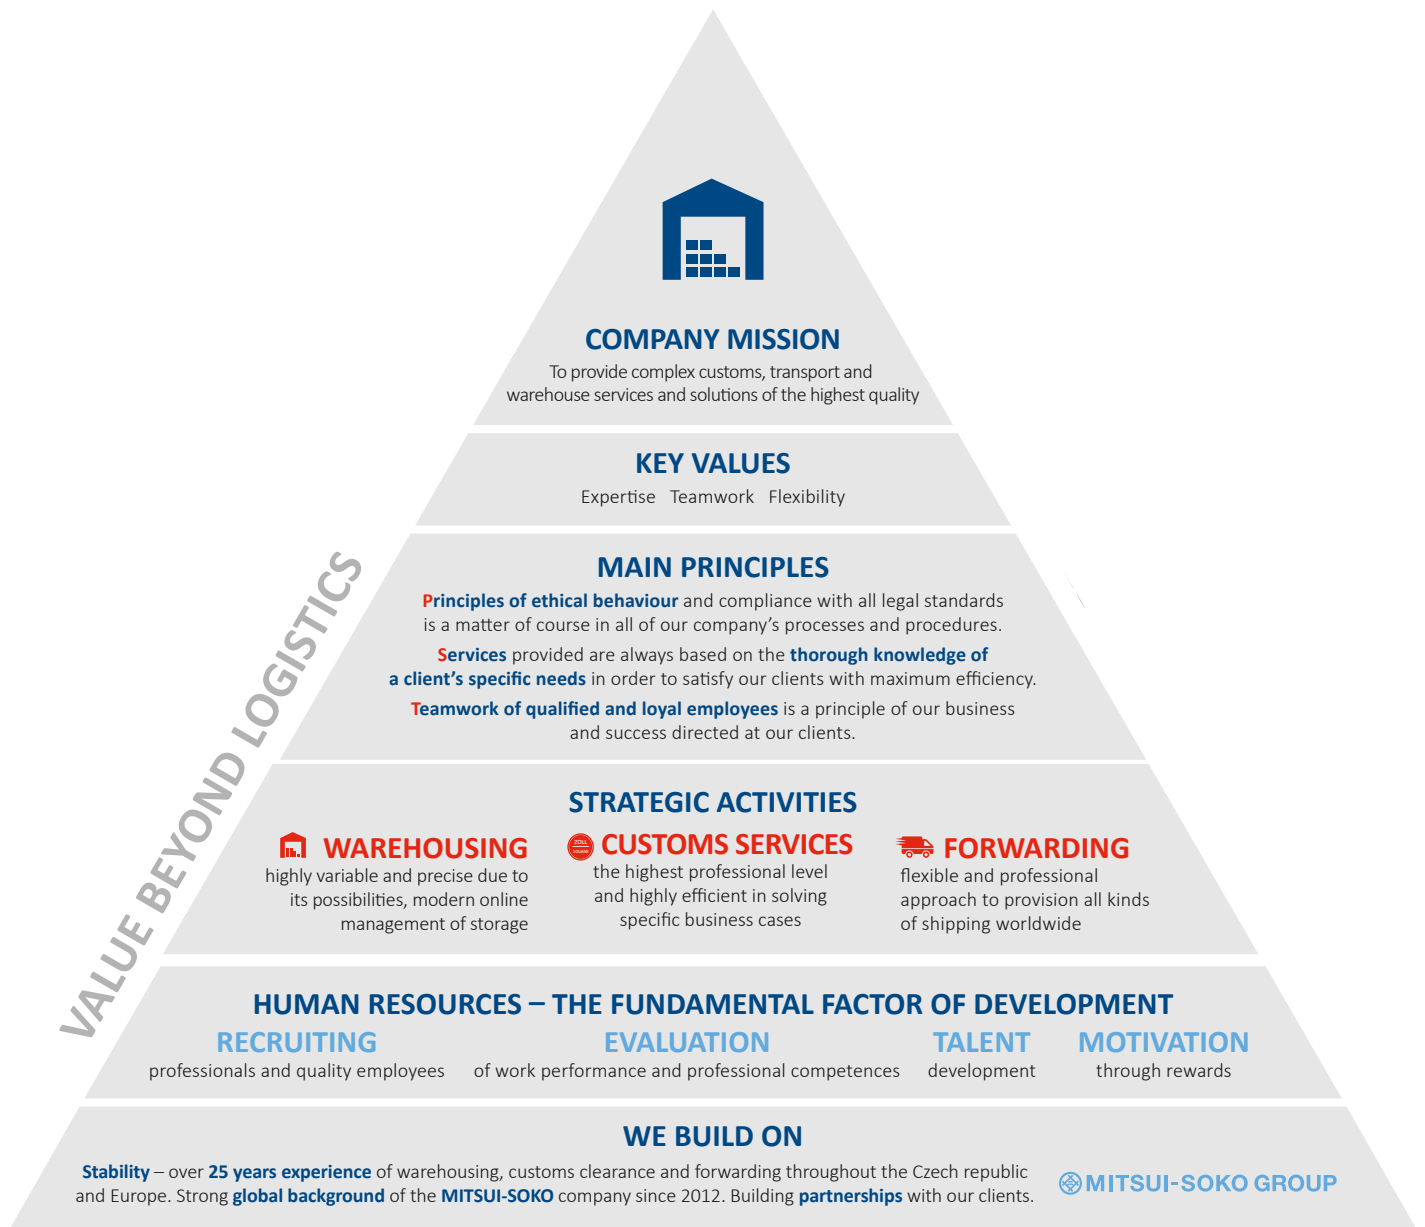 COMPANY MISSION
To provide complex customs, transport and
warehouse services and solutions of the highest quality
KEY VALUES
Expertise Teamwork Flexibility
MAIN PRINCIPLES
Principles of ethical behaviour and compliance with all legal standards
is a matter of course in all of our company’s processes and procedures.
Services provided are always based on the thorough knowledge of
a client’s specific needs in order to satisfy our clients with maximum efficiency.
Teamwork of qualified and loyal employees is a principle of our business
and success directed at our clients.
VALUE BEYOND LOGISTICS
STRATEGIC ACTIVITIES
WAREHOUSING
highly variable and precise due to
its possibilities, modern online
management of storage
ZOLL
DOUANE
CUSTOMS SERVICES
the highest professional level
and highly efficient in solving
specific business cases
FORWARDING
flexible and professional
approach to provision all kinds
of shipping worldwide
HUMAN RESOURCES – THE FUNDAMENTAL FACTOR OF DEVELOPMENT
RECRUITING
professionals and quality employees
EVALUATION
of work performance and professional competences
TALENT
development
MOTIVATION
through rewards
WE BUILD ON
Stability – over 25 years experience of warehousing, customs clearance and forwarding throughout the Czech republic
and Europe. Strong global background of the MITSUI-SOKO company since 2012. Building partnerships with our clients.
MITSUI-SOKO GROUP